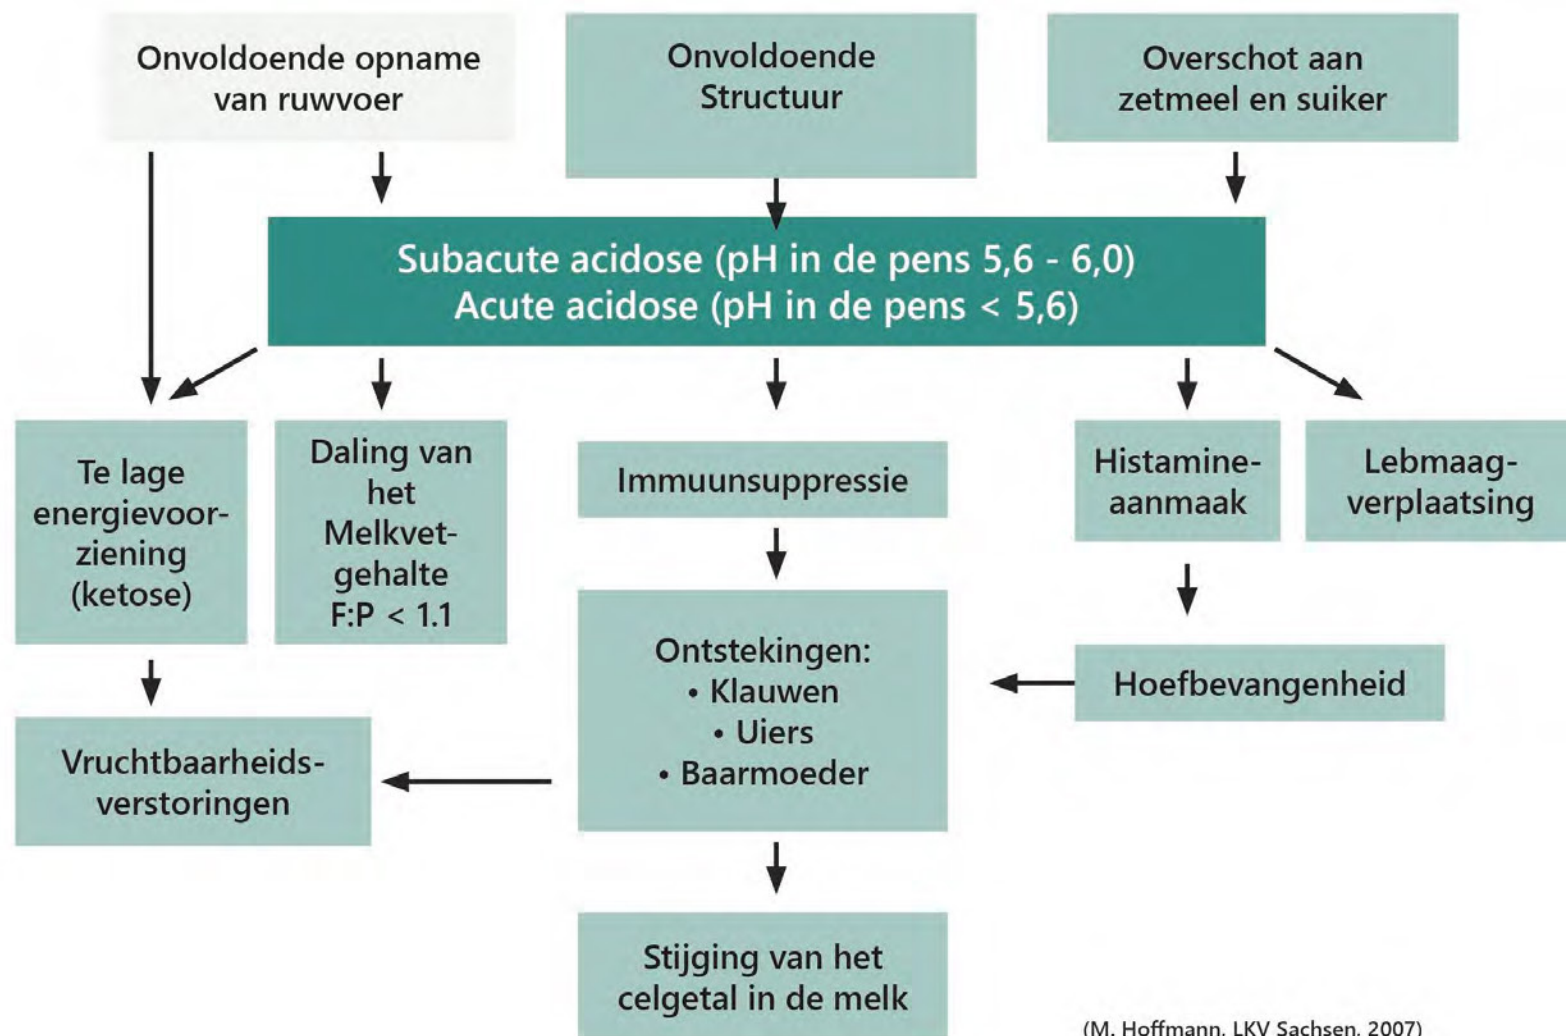 Onvoldoende opname
van ruwvoer
Onvoldoende
Structuur
Overschot aan
zetmeel en suiker
Subacute acidose (pH in de pens 5,6 - 6,0)
Acute acidose (pH in de pens < 5,6)
Te lage
energievoor-
ziening
(ketose)
Daling van
het
Melkvet-
gehalte
F:P < 1.1
Immuunsuppressie
Histamine-
aanmaak
Lebmaag-
verplaatsing
Ontstekingen:
• Klauwen
• Uiers
• Baarmoeder
Hoefbevangenheid
Vruchtbaarheids-
verstoringen
Stijging van het
celgetal in de melk
(M. Hoffmann, LKV Sachsen, 2007)